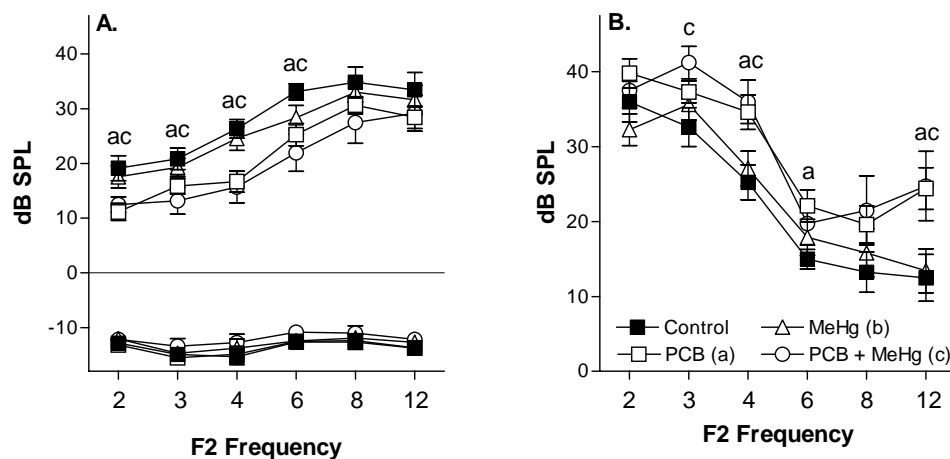 A.
B.
40
30
20
10
0
-10
dB SPL
ac
ac
ac
ac
2
3
4
6
8
12
F2 Frequency
40
30
20
10
0
dB SPL
c
ac
a
ac
Control
MeHg (b)
PCB (a)
PCB + MeHg (c)
2
3
4
6
8
12
F2 Frequency